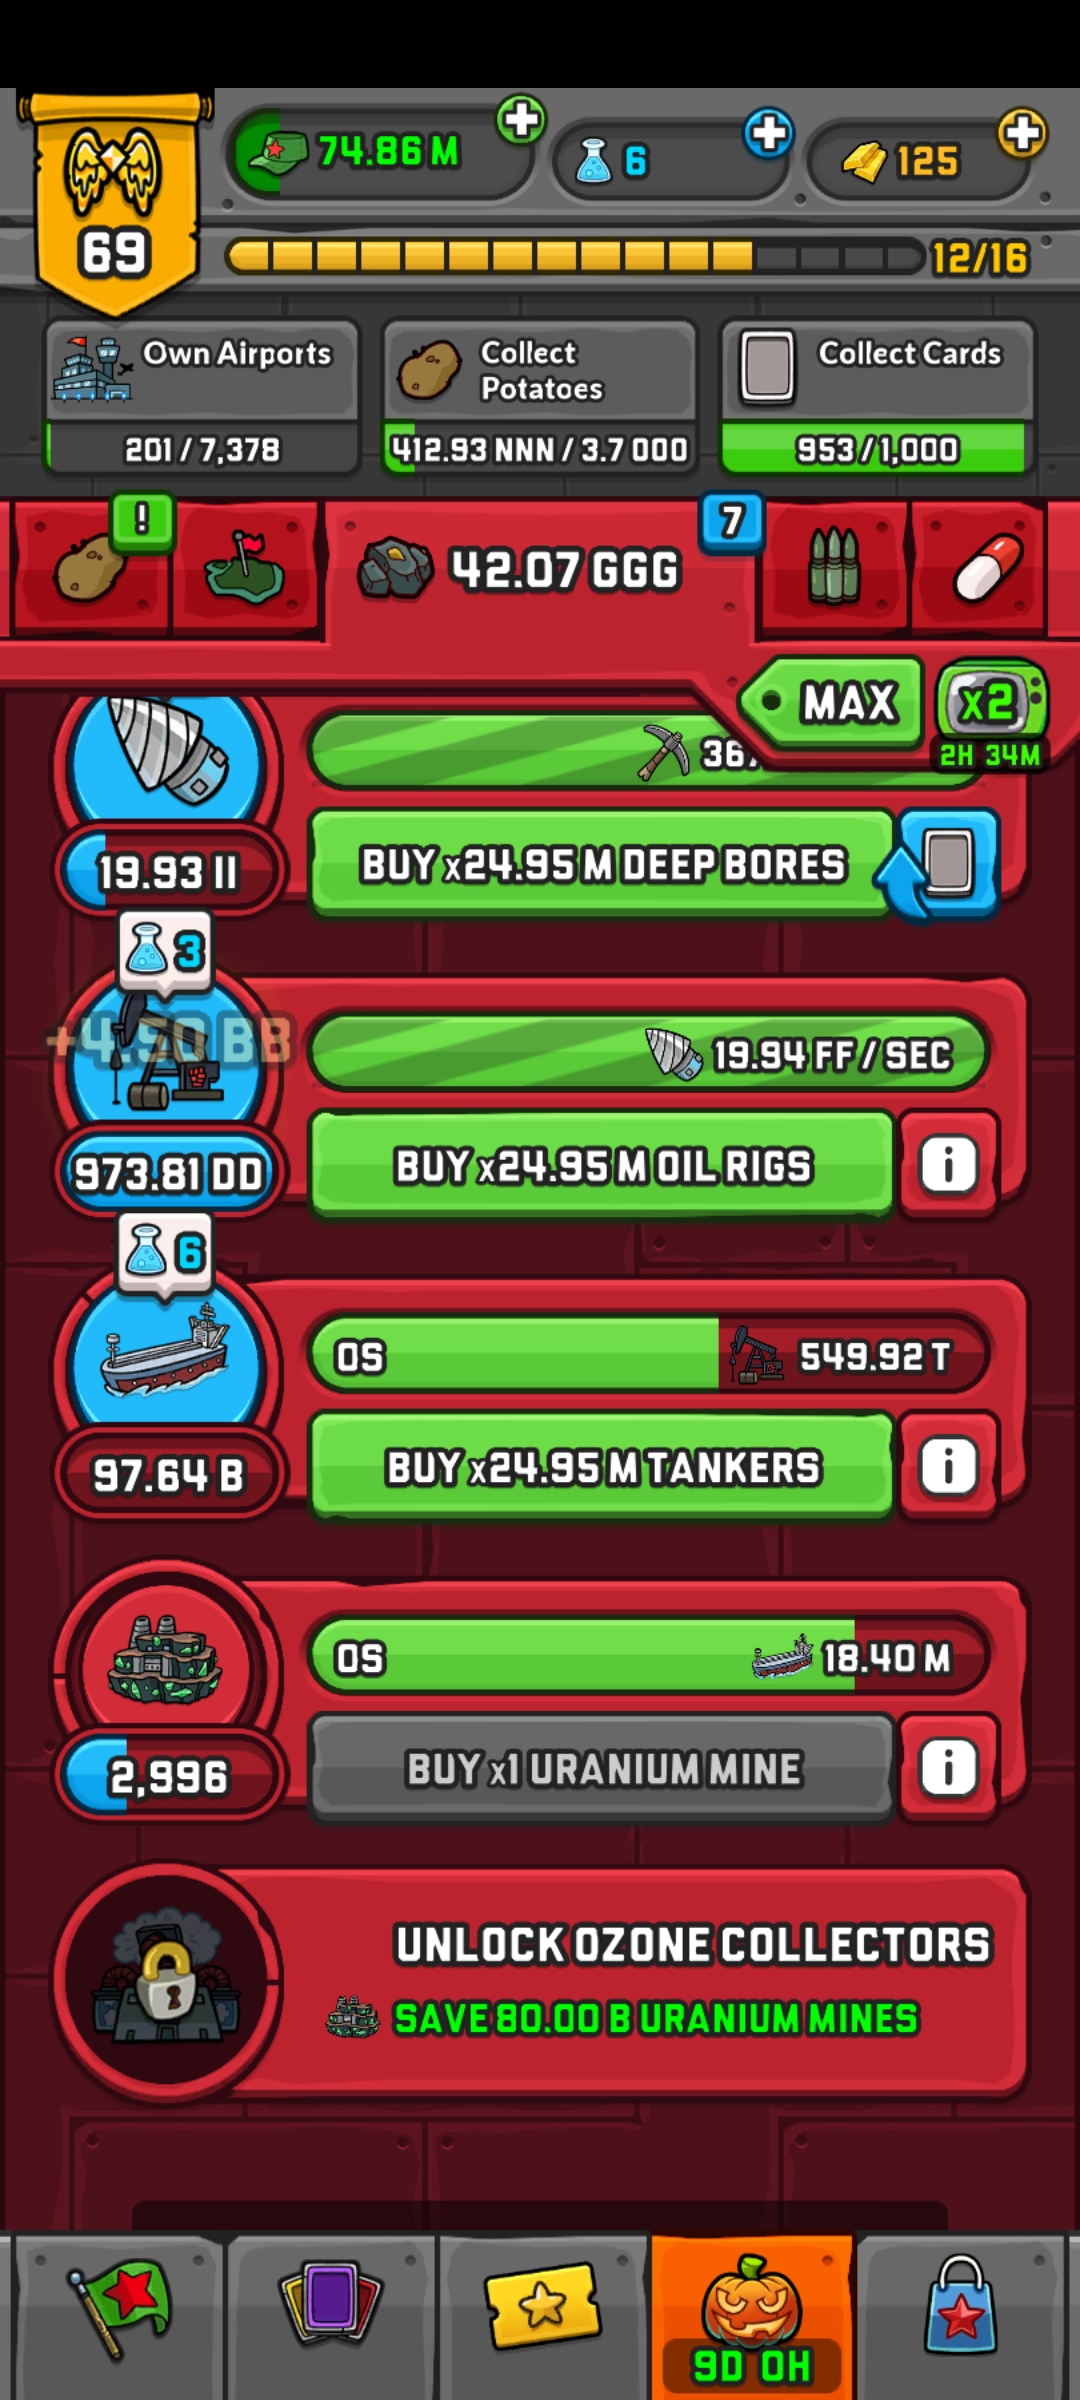 74.86 M
6
125
69
12/16
Own Airports
201 / 7,378
Collect
Potatoes
412.93 NNN / 3.7 OOO
Collect Cards
953 / 1,000
!
42.07 GGG
7
MAX
x2
2H 34M
19.93 II
BUY x24.95 M DEEP BORES
3
+4.90 BB
19.94 FF / SEC
973.81 DD
BUY x24.95 M OIL RIGS
i
6
0S
549.92 T
97.64 B
BUY x24.95 M TANKERS
i
0S
18.40 M
2,996
BUY x1 URANIUM MINE
i
UNLOCK OZONE COLLECTORS
SAVE 80.00 B URANIUM MINES
9D 0H